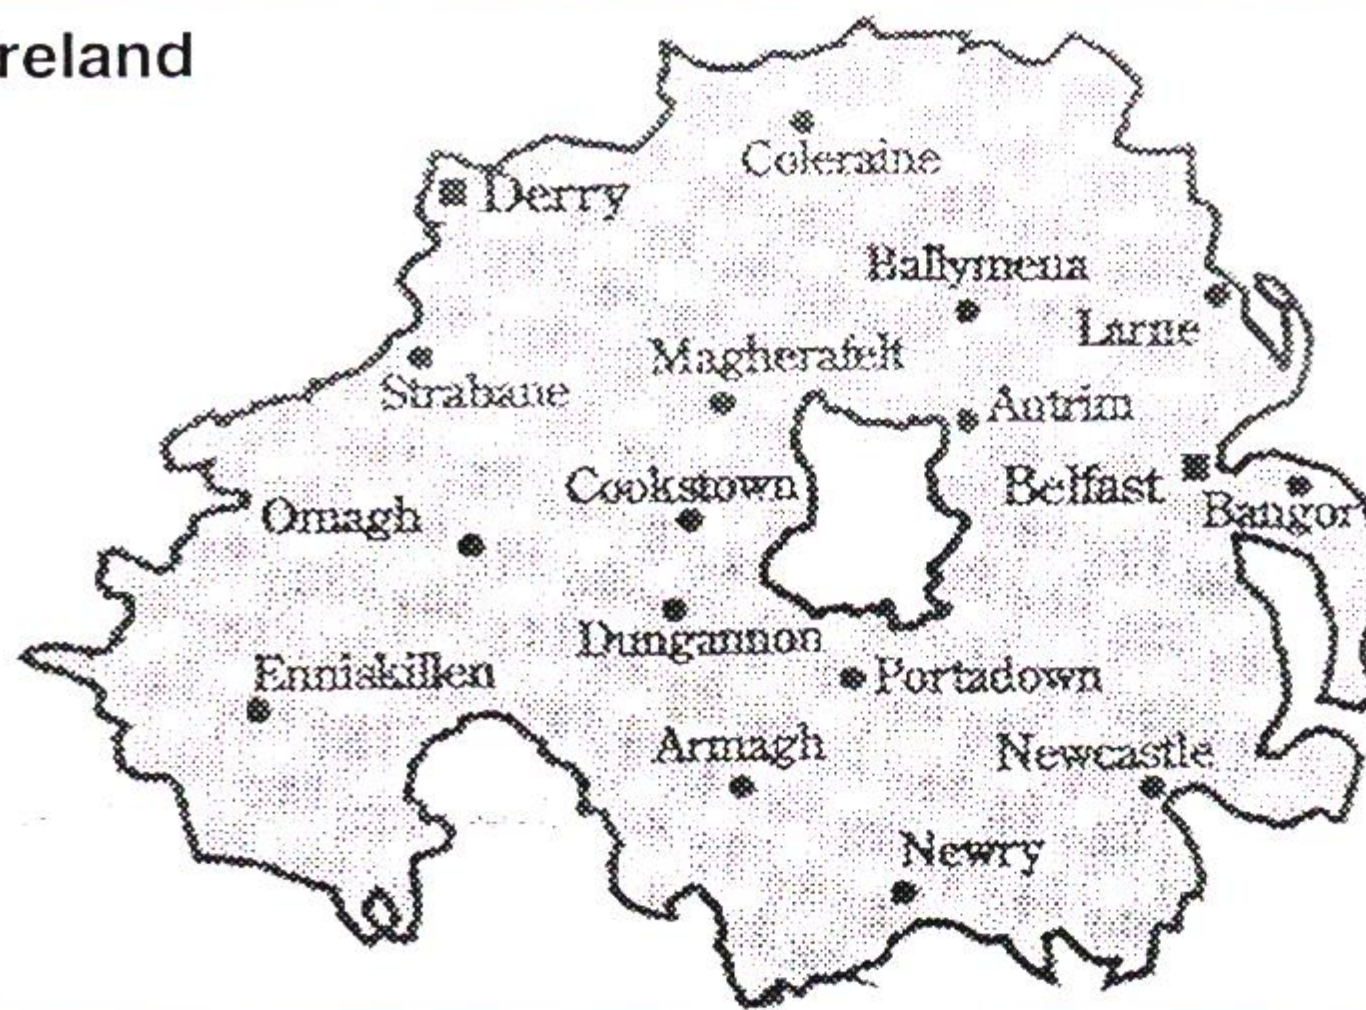 reland
Coleraine
Derry
Ballymena
Larne
Magherafelt
Strabane
Antrim
Cookstown
Belfast
Bangor
Omagh
Dungannon
Enniskillen
Portadown
Armagh
Newcastle
Newry